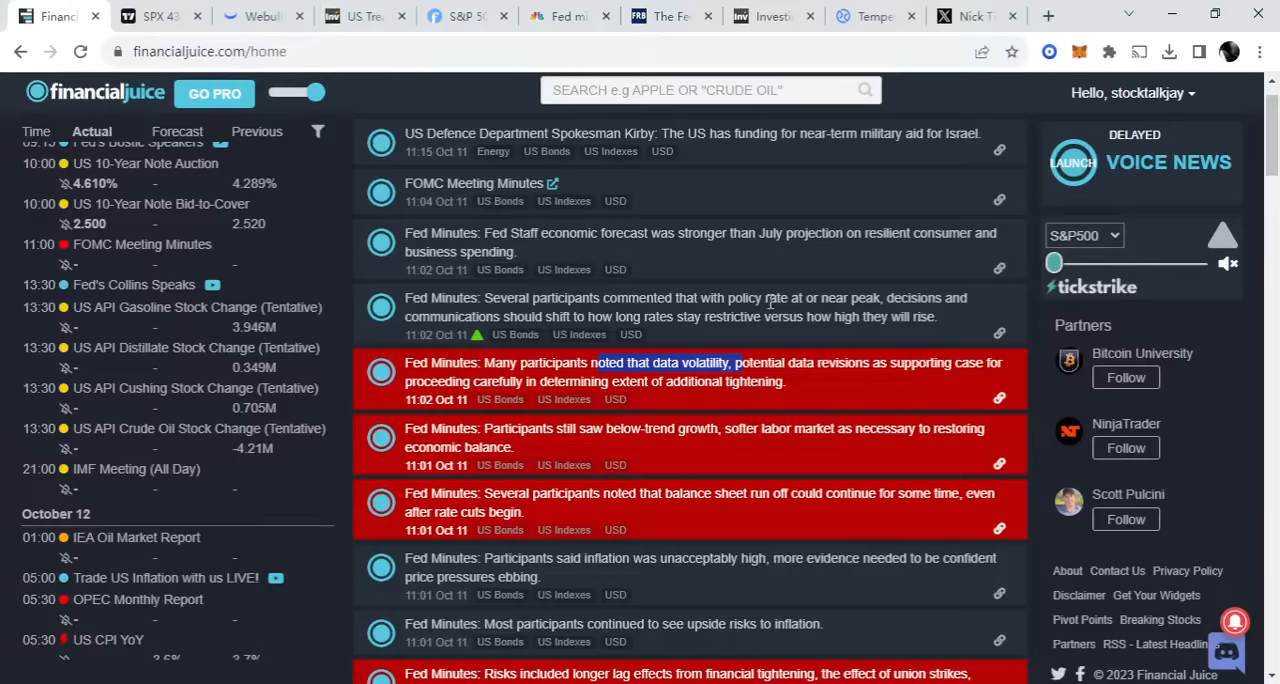 Financi
SPX 43
Webull
US Tre
S&P 50
Fed mi
The Fe
Investi
Tempe
Nick T
financialjuice.com/home
financialjuice
GO PRO
SEARCH e.g APPLE OR "CRUDE OIL"
Hello, stocktalkjay
Time Actual Forecast Previous
09:15 Fed's Bostic Speakers
10:00 US 10-Year Note Auction
4.610% - 4.289%
10:00 US 10-Year Note Bid-to-Cover
2.500 - 2.520
11:00 FOMC Meeting Minutes
- - -
13:30 Fed's Collins Speaks
13:30 US API Gasoline Stock Change (Tentative)
- - 3.946M
13:30 US API Distillate Stock Change (Tentative)
- - 0.349M
13:30 US API Cushing Stock Change (Tentative)
- - 0.705M
13:30 US API Crude Oil Stock Change (Tentative)
- - -4.21M
21:00 IMF Meeting (All Day)
- - -
October 12
01:00 IEA Oil Market Report
- - -
05:00 Trade US Inflation with us LIVE!
05:30 OPEC Monthly Report
- - -
05:30 US CPI YoY
- 3.6% 3.7%
US Defence Department Spokesman Kirby: The US has funding for near-term military aid for Israel.
11:15 Oct 11 Energy US Bonds US Indexes USD
FOMC Meeting Minutes
11:04 Oct 11 US Bonds US Indexes USD
Fed Minutes: Fed Staff economic forecast was stronger than July projection on resilient consumer and
business spending.
11:02 Oct 11 US Bonds US Indexes USD
Fed Minutes: Several participants commented that with policy rate at or near peak, decisions and
communications should shift to how long rates stay restrictive versus how high they will rise.
11:02 Oct 11 US Bonds US Indexes USD
Fed Minutes: Many participants noted that data volatility, potential data revisions as supporting case for
proceeding carefully in determining extent of additional tightening.
11:02 Oct 11 US Bonds US Indexes USD
Fed Minutes: Participants still saw below-trend growth, softer labor market as necessary to restoring
economic balance.
11:01 Oct 11 US Bonds US Indexes USD
Fed Minutes: Several participants noted that balance sheet run off could continue for some time, even
after rate cuts begin.
11:01 Oct 11 US Bonds US Indexes USD
Fed Minutes: Participants said inflation was unacceptably high, more evidence needed to be confident
price pressures ebbing.
11:01 Oct 11 US Bonds US Indexes USD
Fed Minutes: Most participants continued to see upside risks to inflation.
11:01 Oct 11 US Bonds US Indexes USD
Fed Minutes: Risks included longer lag effects from financial tightening, the effect of union strikes,
DELAYED
LAUNCH VOICE NEWS
S&P500
tickstrike
Partners
Bitcoin University
Follow
NinjaTrader
Follow
Scott Pulcini
Follow
About Contact Us Privacy Policy
Disclaimer Get Your Widgets
Pivot Points Breaking Stocks
Partners RSS - Latest Headlin
© 2023 Financial Juice